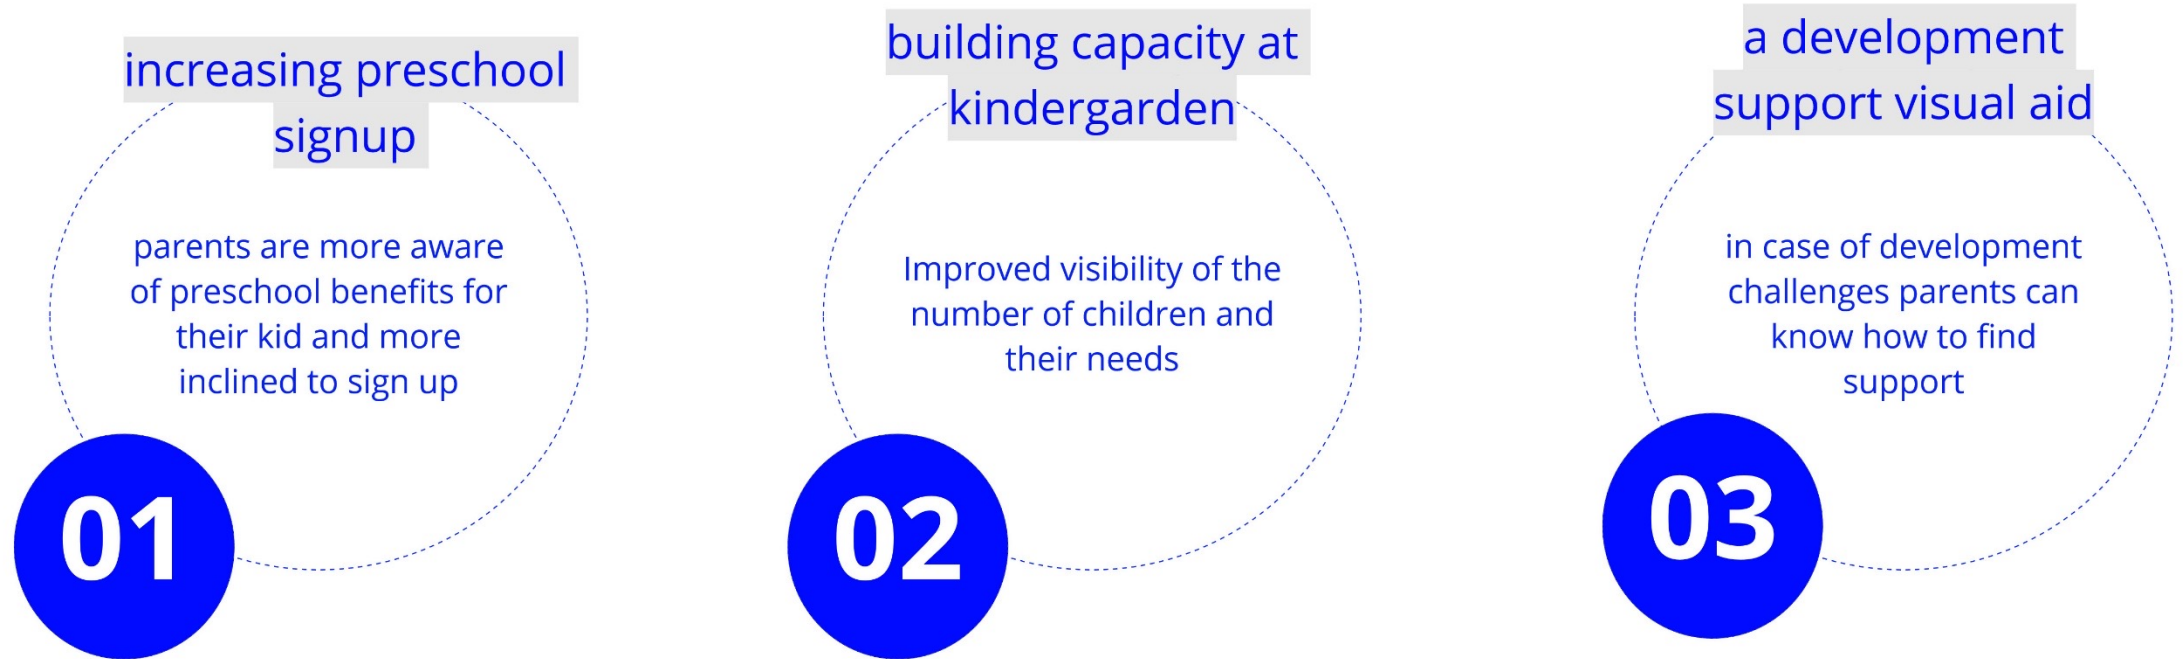 increasing preschool
signup
parents are more aware
of preschool benefits for
their kid and more
inclined to sign up
01
building capacity at
kindergarden
Improved visibility of the
number of children and
their needs
02
a development
support visual aid
in case of development
challenges parents can
know how to find
support
03